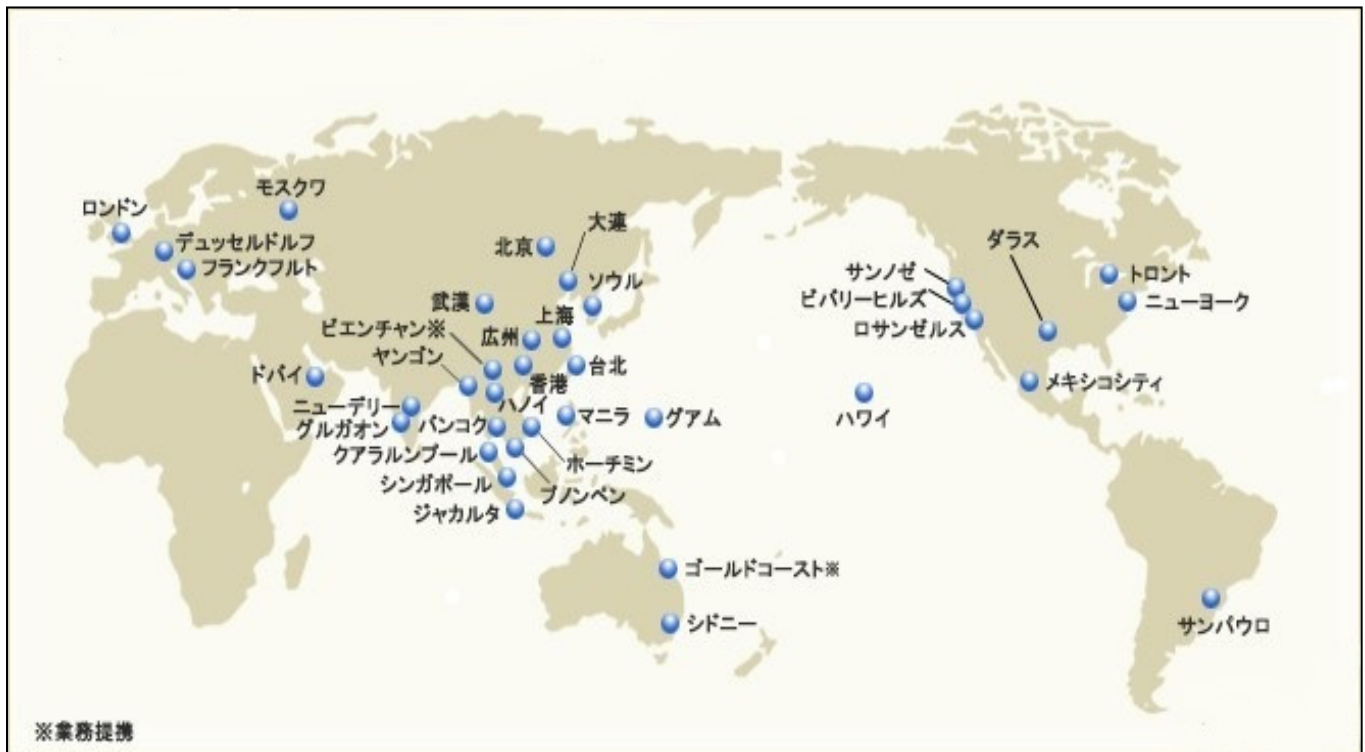 モスクワ
ロンドン
デュッセルドルフ
フランクフルト
大連
北京
ソウル
武漢
上海
広州
ビエンチャン※
ヤンゴン
香港
台北
ドバイ
ハノイ
ニューデリー
グルガオン
バンコク
マニラ
グアム
クアラルンプール
ホーチミン
シンガポール
プノンペン
ジャカルタ
ゴールドコースト※
シドニー
ダラス
サンノゼ
トロント
ビバリーヒルズ
ニューヨーク
ロサンゼルス
メキシコシティ
ハワイ
サンパウロ
※業務提携